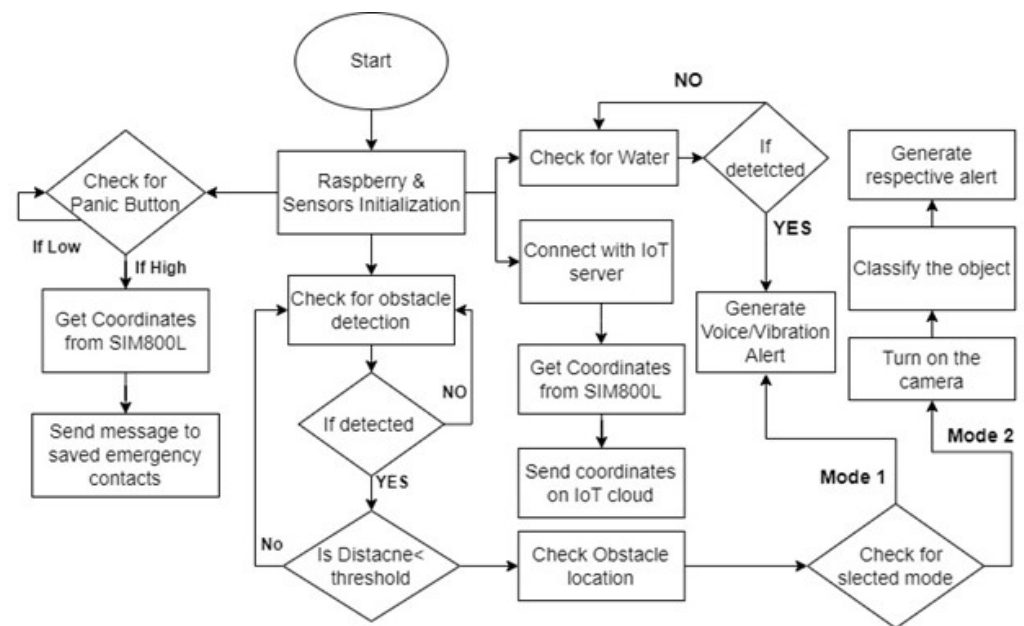 Start
NO
Check for Water
If
detetcted
Generate
respective alert
Check for
Panic Button
Raspberry &
Sensors Initialization
YES
If Low
If High
Connect with IoT
server
Classify the object
Check for obstacle
detection
Get Coordinates
from SIM800L
Generate
Voice/Vibration
Alert
Get Coordinates
from SIM800L
Turn on the
camera
NO
If detected
Send message to
saved emergency
contacts
Mode 2
Send coordinates
on IoT cloud
YES
Mode 1
No
Is Distacne<
threshold
Check Obstacle
location
Check for
slected mode